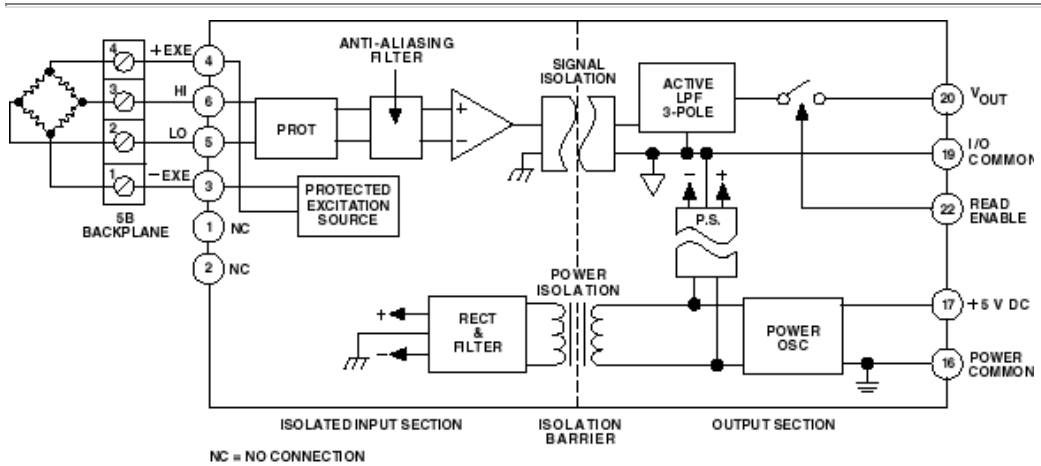 ANTI-ALIASING
FILTER
SIGNAL
ISOLATION
ACTIVE
LPF
3-POLE
4
+EXE
4
3
HI
6
2
LO
5
1
−EXE
3
5B
BACKPLANE
1
NC
2
NC
PROT
+
−
PROTECTED
EXCITATION
SOURCE
20
VOUT
19
I/O
COMMON
22
READ
ENABLE
−
+
P.S.
POWER
ISOLATION
+
−
RECT
&
FILTER
POWER
OSC
17
+5 V DC
16
POWER
COMMON
ISOLATED INPUT SECTION
ISOLATION
BARRIER
OUTPUT SECTION
NC = NO CONNECTION